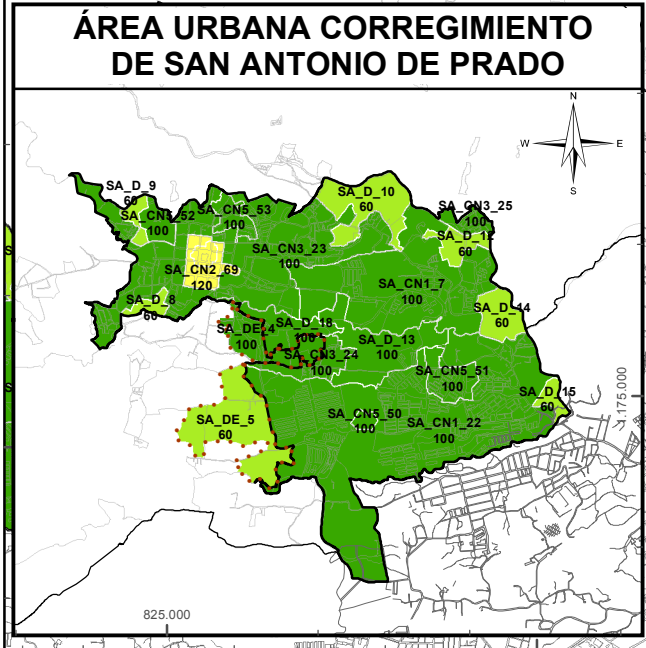 ÁREA URBANA CORREGIMIENTO
DE SAN ANTONIO DE PRADO
N
W
E
S
SA_D_9
60
SA_CN5_52
100
SA_CN5_53
100
SA_D_10
60
SA_CN3_25
100
SA_D_12
60
SA_CN3_23
100
SA_CN2_69
120
SA_CN1_7
100
SA_D_8
60
SA_D_14
60
SA_DE_4
100
SA_D_18
100
SA_D_13
100
SA_CN3_24
100
SA_CN5_51
100
SA_D_15
60
SA_DE_5
60
SA_CN5_50
100
SA_CN1_22
100
1.175.000
825.000